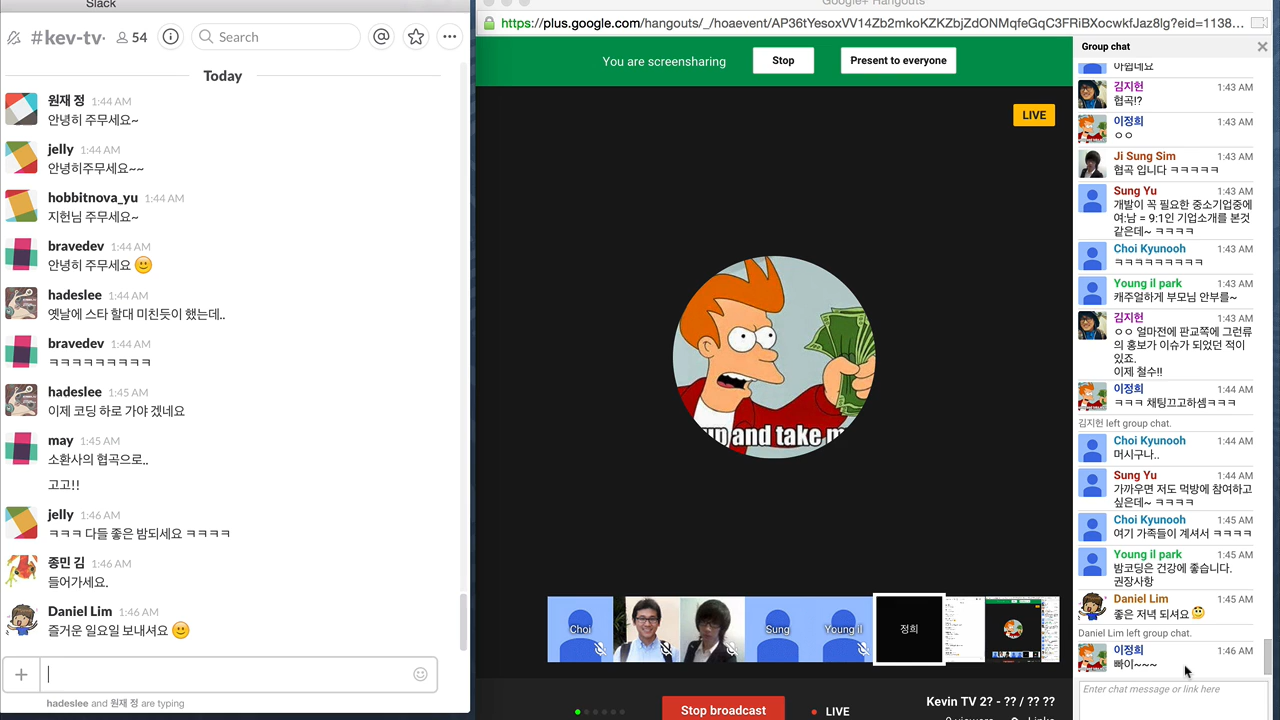 Slack
#kev-tv
54
Search
Today
원재 정 1:44 AM
안녕히 주무세요~
jelly 1:44 AM
안녕히주무세요~~
hobbitnova_yu 1:44 AM
지헌님 주무세요~
bravedev 1:44 AM
안녕히 주무세요
hadeslee 1:44 AM
옛날에 스타 할대 미친듯이 했는데..
bravedev 1:44 AM
ㅋㅋㅋㅋㅋㅋㅋㅋㅋ
hadeslee 1:45 AM
이제 코딩 하로 가야 겠네요
may 1:45 AM
소환사의 협곡으로..
고고!!
jelly 1:46 AM
ㅋㅋㅋ 다들 좋은 밤되세요 ㅋㅋㅋㅋ
종민 김 1:46 AM
들어가세요.
Daniel Lim 1:46 AM
즐거운 일요일 보내셔요
hadeslee and 원재 정 are typing
Google+ Hangouts
https://plus.google.com/hangouts/_/hoaevent/AP36tYesoxVV14Zb2mkoKZKZbjZdONMqfeGqC3FRiBXocwkfJaz8lg?eid=1138...
You are screensharing
Stop
Present to everyone
LIVE
up and take m
Choi
Sung
Young il
정희
Stop broadcast
LIVE
Kevin TV 2? - ?? / ?? ??
0 viewers
Links
Group chat
아쉽네요
김지헌 1:43 AM
협곡!?
이정희 1:43 AM
ㅇㅇ
Ji Sung Sim 1:43 AM
협곡 입니다 ㅋㅋㅋㅋㅋ
Sung Yu 1:43 AM
개발이 꼭 필요한 중소기업중에
여:남 = 9:1인 기업소개를 본것
같은데~ ㅋㅋㅋㅋ
Choi Kyunooh 1:43 AM
ㅋㅋㅋㅋㅋㅋㅋㅋㅋ
Young il park 1:43 AM
캐주얼하게 부모님 안부를~
김지헌 1:43 AM
ㅇㅇ 얼마전에 판교쪽에 그런류
의 홍보가 이슈가 되었던 적이
있죠.
이제 철수!!
이정희 1:44 AM
ㅋㅋㅋ 채팅끄고하셈ㅋㅋㅋ
김지헌 left group chat.
Choi Kyunooh 1:44 AM
머시구나..
Sung Yu 1:44 AM
가까우면 저도 먹방에 참여하고
싶은데~ ㅋㅋㅋㅋ
Choi Kyunooh 1:45 AM
여기 가족들이 계셔서 ㅋㅋㅋㅋ
Young il park 1:45 AM
밤코딩은 건강에 좋습니다.
권장사항
Daniel Lim 1:45 AM
좋은 저녁 되셔요
Daniel Lim left group chat.
이정희 1:46 AM
빠이~~~
Enter chat message or link here